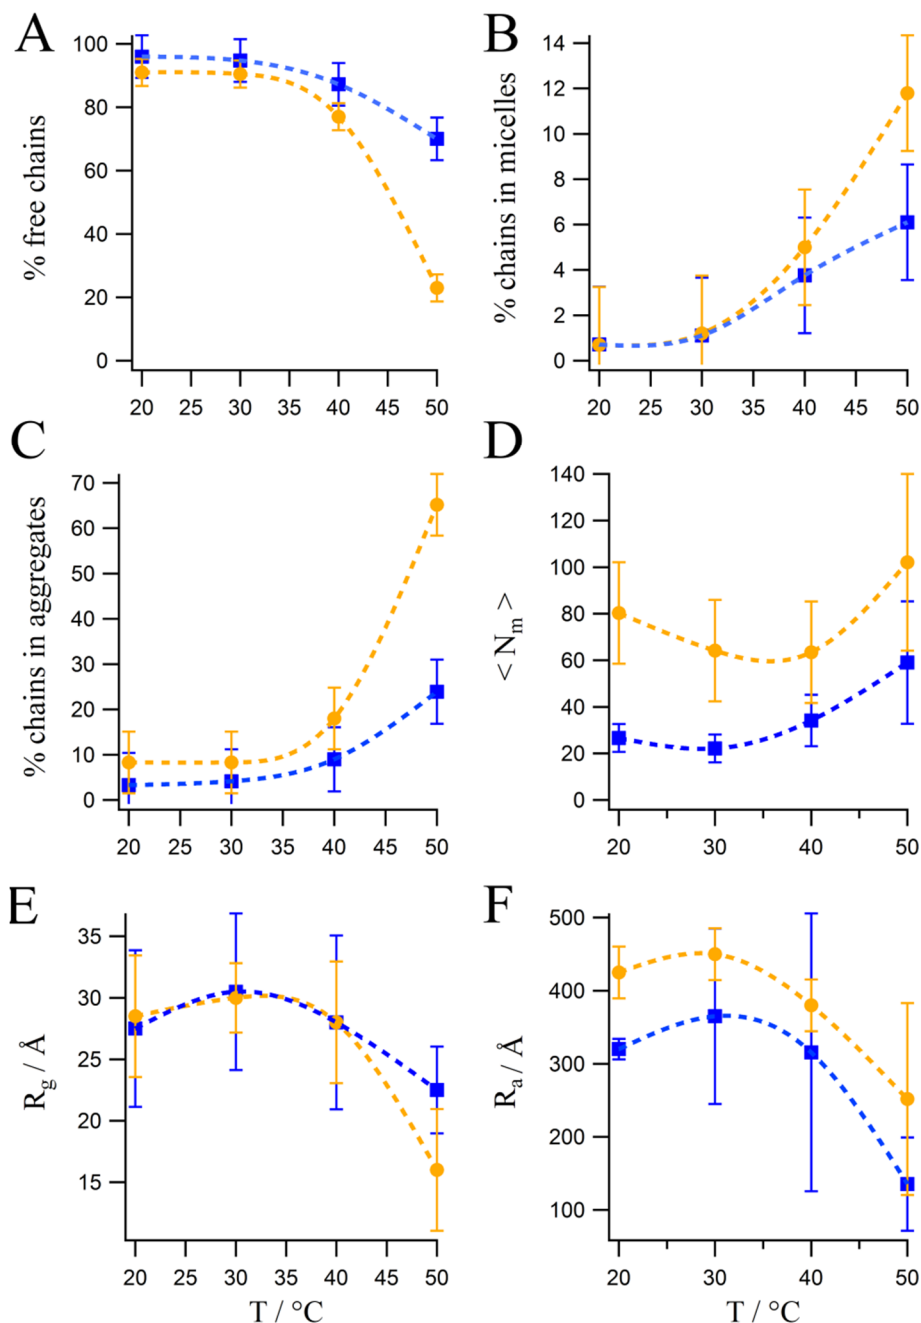 A
% free chains
100
80
60
40
20
0
20 25 30 35 40 45 50
B
% chains in micelles
14
12
10
8
6
4
2
0
20 25 30 35 40 45 50
C
% chains in aggregates
70
60
50
40
30
20
10
0
20 25 30 35 40 45 50
D
< Nm >
140
120
100
80
60
40
20
0
20 30 40 50
E
Rg / Å
35
30
25
20
15
20 25 30 35 40 45 50
T / °C
F
Ra / Å
500
400
300
200
100
20 30 40 50
T / °C